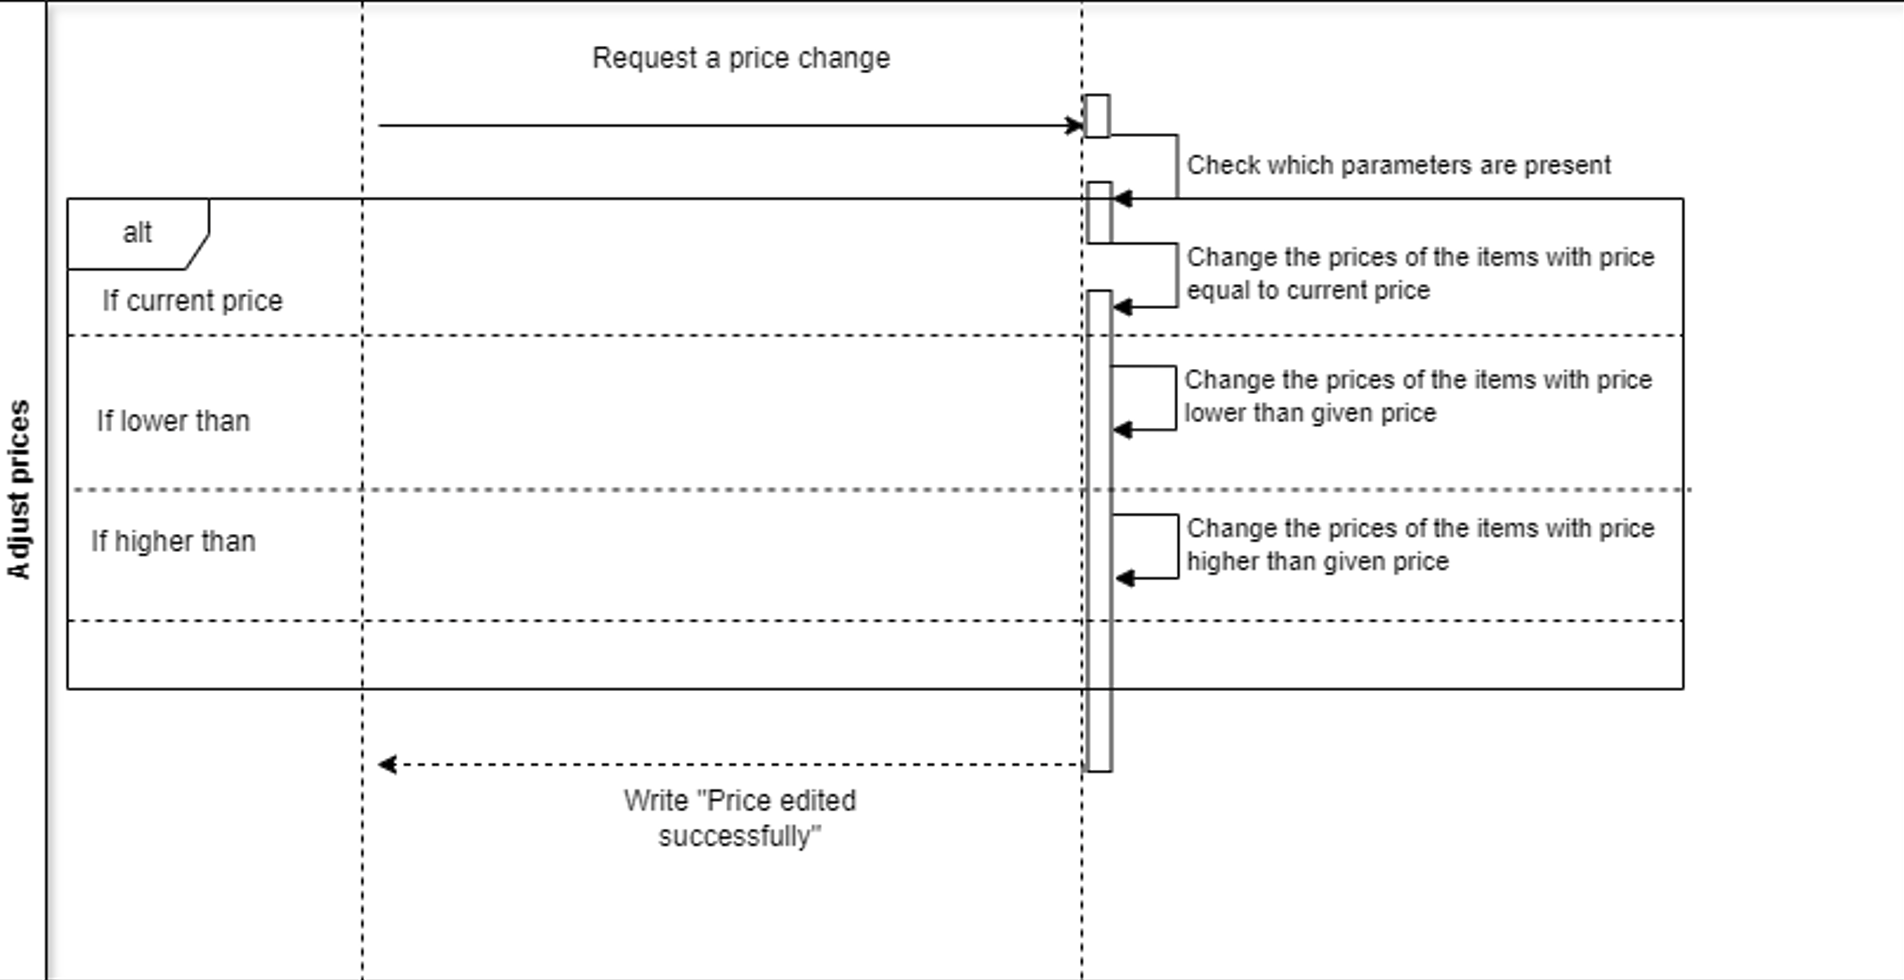 Adjust prices
Request a price change
Check which parameters are present
alt
Change the prices of the items with price
equal to current price
If current price
Change the prices of the items with price
lower than given price
If lower than
Change the prices of the items with price
higher than given price
If higher than
Write "Price edited
successfully"